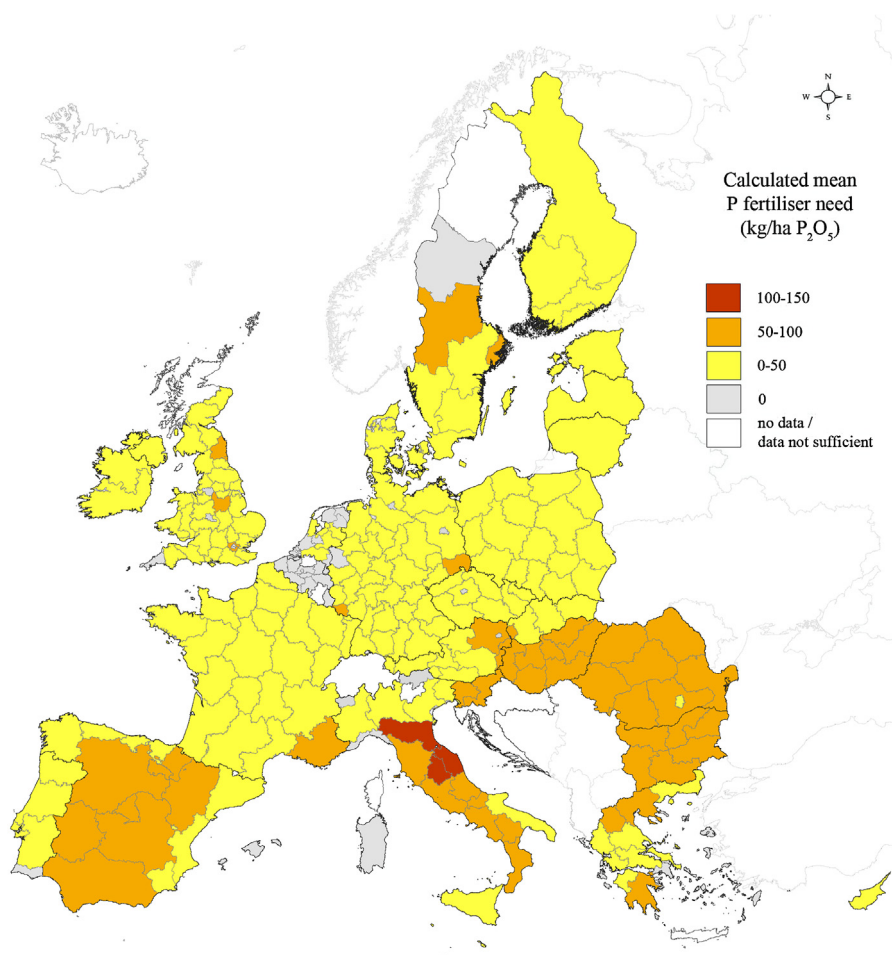 N
W E
S
Calculated mean
P fertiliser need
(kg/ha P₂O₅)
100-150
50-100
0-50
0
no data /
data not sufficient